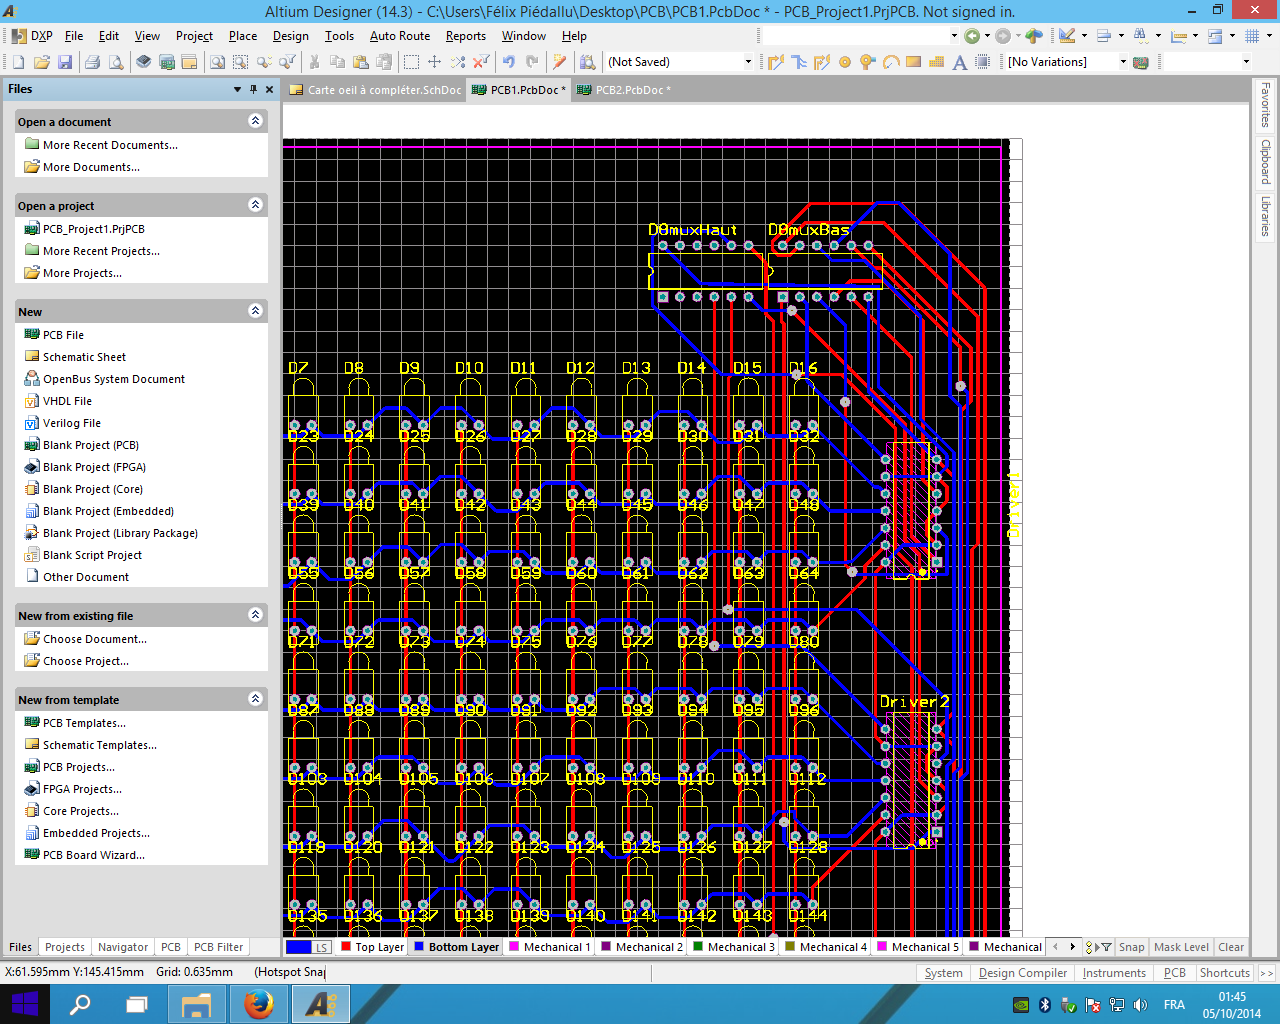 Altium Designer (14.3) - C:\Users\Félix Piédallu\Desktop\PCB\PCB1.PcbDoc * - PCB_Project1.PrjPCB. Not signed in.
DXP File Edit View Project Place Design Tools Auto Route Reports Window Help
(Not Saved) [No Variations]
Files
Carte oeil à compléter.SchDoc PCB1.PcbDoc * PCB2.PcbDoc *
Favorites
Clipboard
Libraries
Open a document
More Recent Documents...
More Documents...
Open a project
PCB_Project1.PrjPCB
More Recent Projects...
More Projects...
New
PCB File
Schematic Sheet
OpenBus System Document
VHDL File
Verilog File
Blank Project (PCB)
Blank Project (FPGA)
Blank Project (Core)
Blank Project (Embedded)
Blank Project (Library Package)
Blank Script Project
Other Document
New from existing file
Choose Document...
Choose Project...
New from template
PCB Templates...
Schematic Templates...
PCB Projects...
FPGA Projects...
Core Projects...
Embedded Projects...
PCB Board Wizard...
D7 D8 D9 D10 D11 D12 D13 D14 D15 D16
D23 D24 D25 D26 D27 D28 D29 D30 D31 D32
D39 D40 D41 D42 D43 D44 D45 D46 D47 D48
Driver1
D55 D56 D57 D58 D59 D60 D61 D62 D63 D64
D71 D72 D73 D74 D75 D76 D77 D78 D79 D80
Driver2
D87 D88 D89 D90 D91 D92 D93 D94 D95 D96
D103 D104 D105 D106 D107 D108 D109 D110 D111 D112
D119 D120 D121 D122 D123 D124 D125 D126 D127 D128
D135 D136 D137 D138 D139 D140 D141 D142 D143 D144
Files Projects Navigator PCB PCB Filter
LS Top Layer Bottom Layer Mechanical 1 Mechanical 2 Mechanical 3 Mechanical 4 Mechanical 5 Mechanical Snap Mask Level Clear
X:61.595mm Y:145.415mm Grid: 0.635mm (Hotspot Snap
System Design Compiler Instruments PCB Shortcuts >>
FRA
01:45
05/10/2014